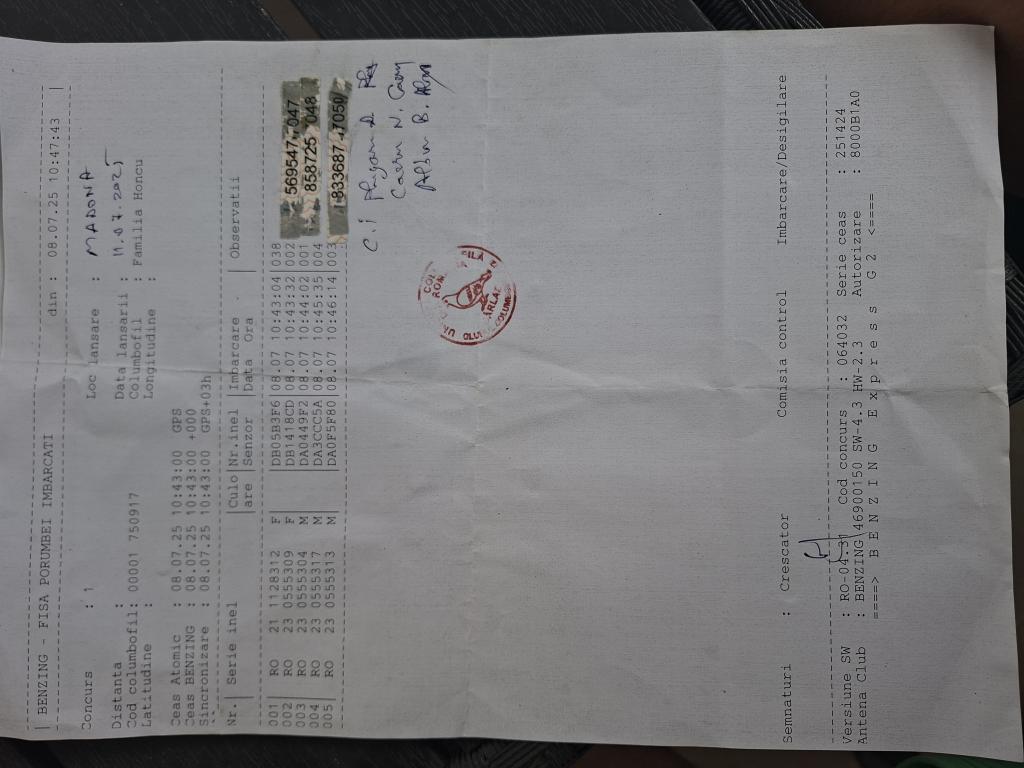 BENZING - FISA PORUMBEI IMBARCATI din : 08.07.25 10:47:43
Concurs : 1 Loc lansare : MADONA
Distanta : Data lansarii : 11.07.2025
Cod columbofil: 00001 750917 Columbofil : Familia Honcu
Latitudine : Longitudine :
Ceas Atomic : 08.07.25 10:43:00 GPS
Ceas BENZING : 08.07.25 10:43:00 +000
Sincronizare : 08.07.25 10:43:00 GPS+03h
Nr.| Serie inel |Culo|Nr.inel |Imbarcare | Observatii
|are |Senzor |Data Ora |
001 | RO 21 1128312 F | |DB05B3F6|08.07 10:43:04|038 569547 047
002 | RO 23 0555309 F | |DB1418CD|08.07 10:43:32|002 858725 048
003 | RO 23 0555304 M | |DA0449F2|08.07 10:44:02|001 833687 47050
004 | RO 23 0555317 M | |DA3CCC5A|08.07 10:45:35|004
005 | RO 23 0555313 M | |DA0F5F80|08.07 10:46:14|003
Semnaturi : Crescator Comisia control Imbarcare/Desigilare
Versiune SW : RO-04.31 Cod concurs : 064032 Serie ceas : 251424
Antena Club : BENZING 46900150 SW-4.3 HW-2.3 Autorizare : 8000B1A0
====> B E N Z I N G E x p r e s s G 2 <====